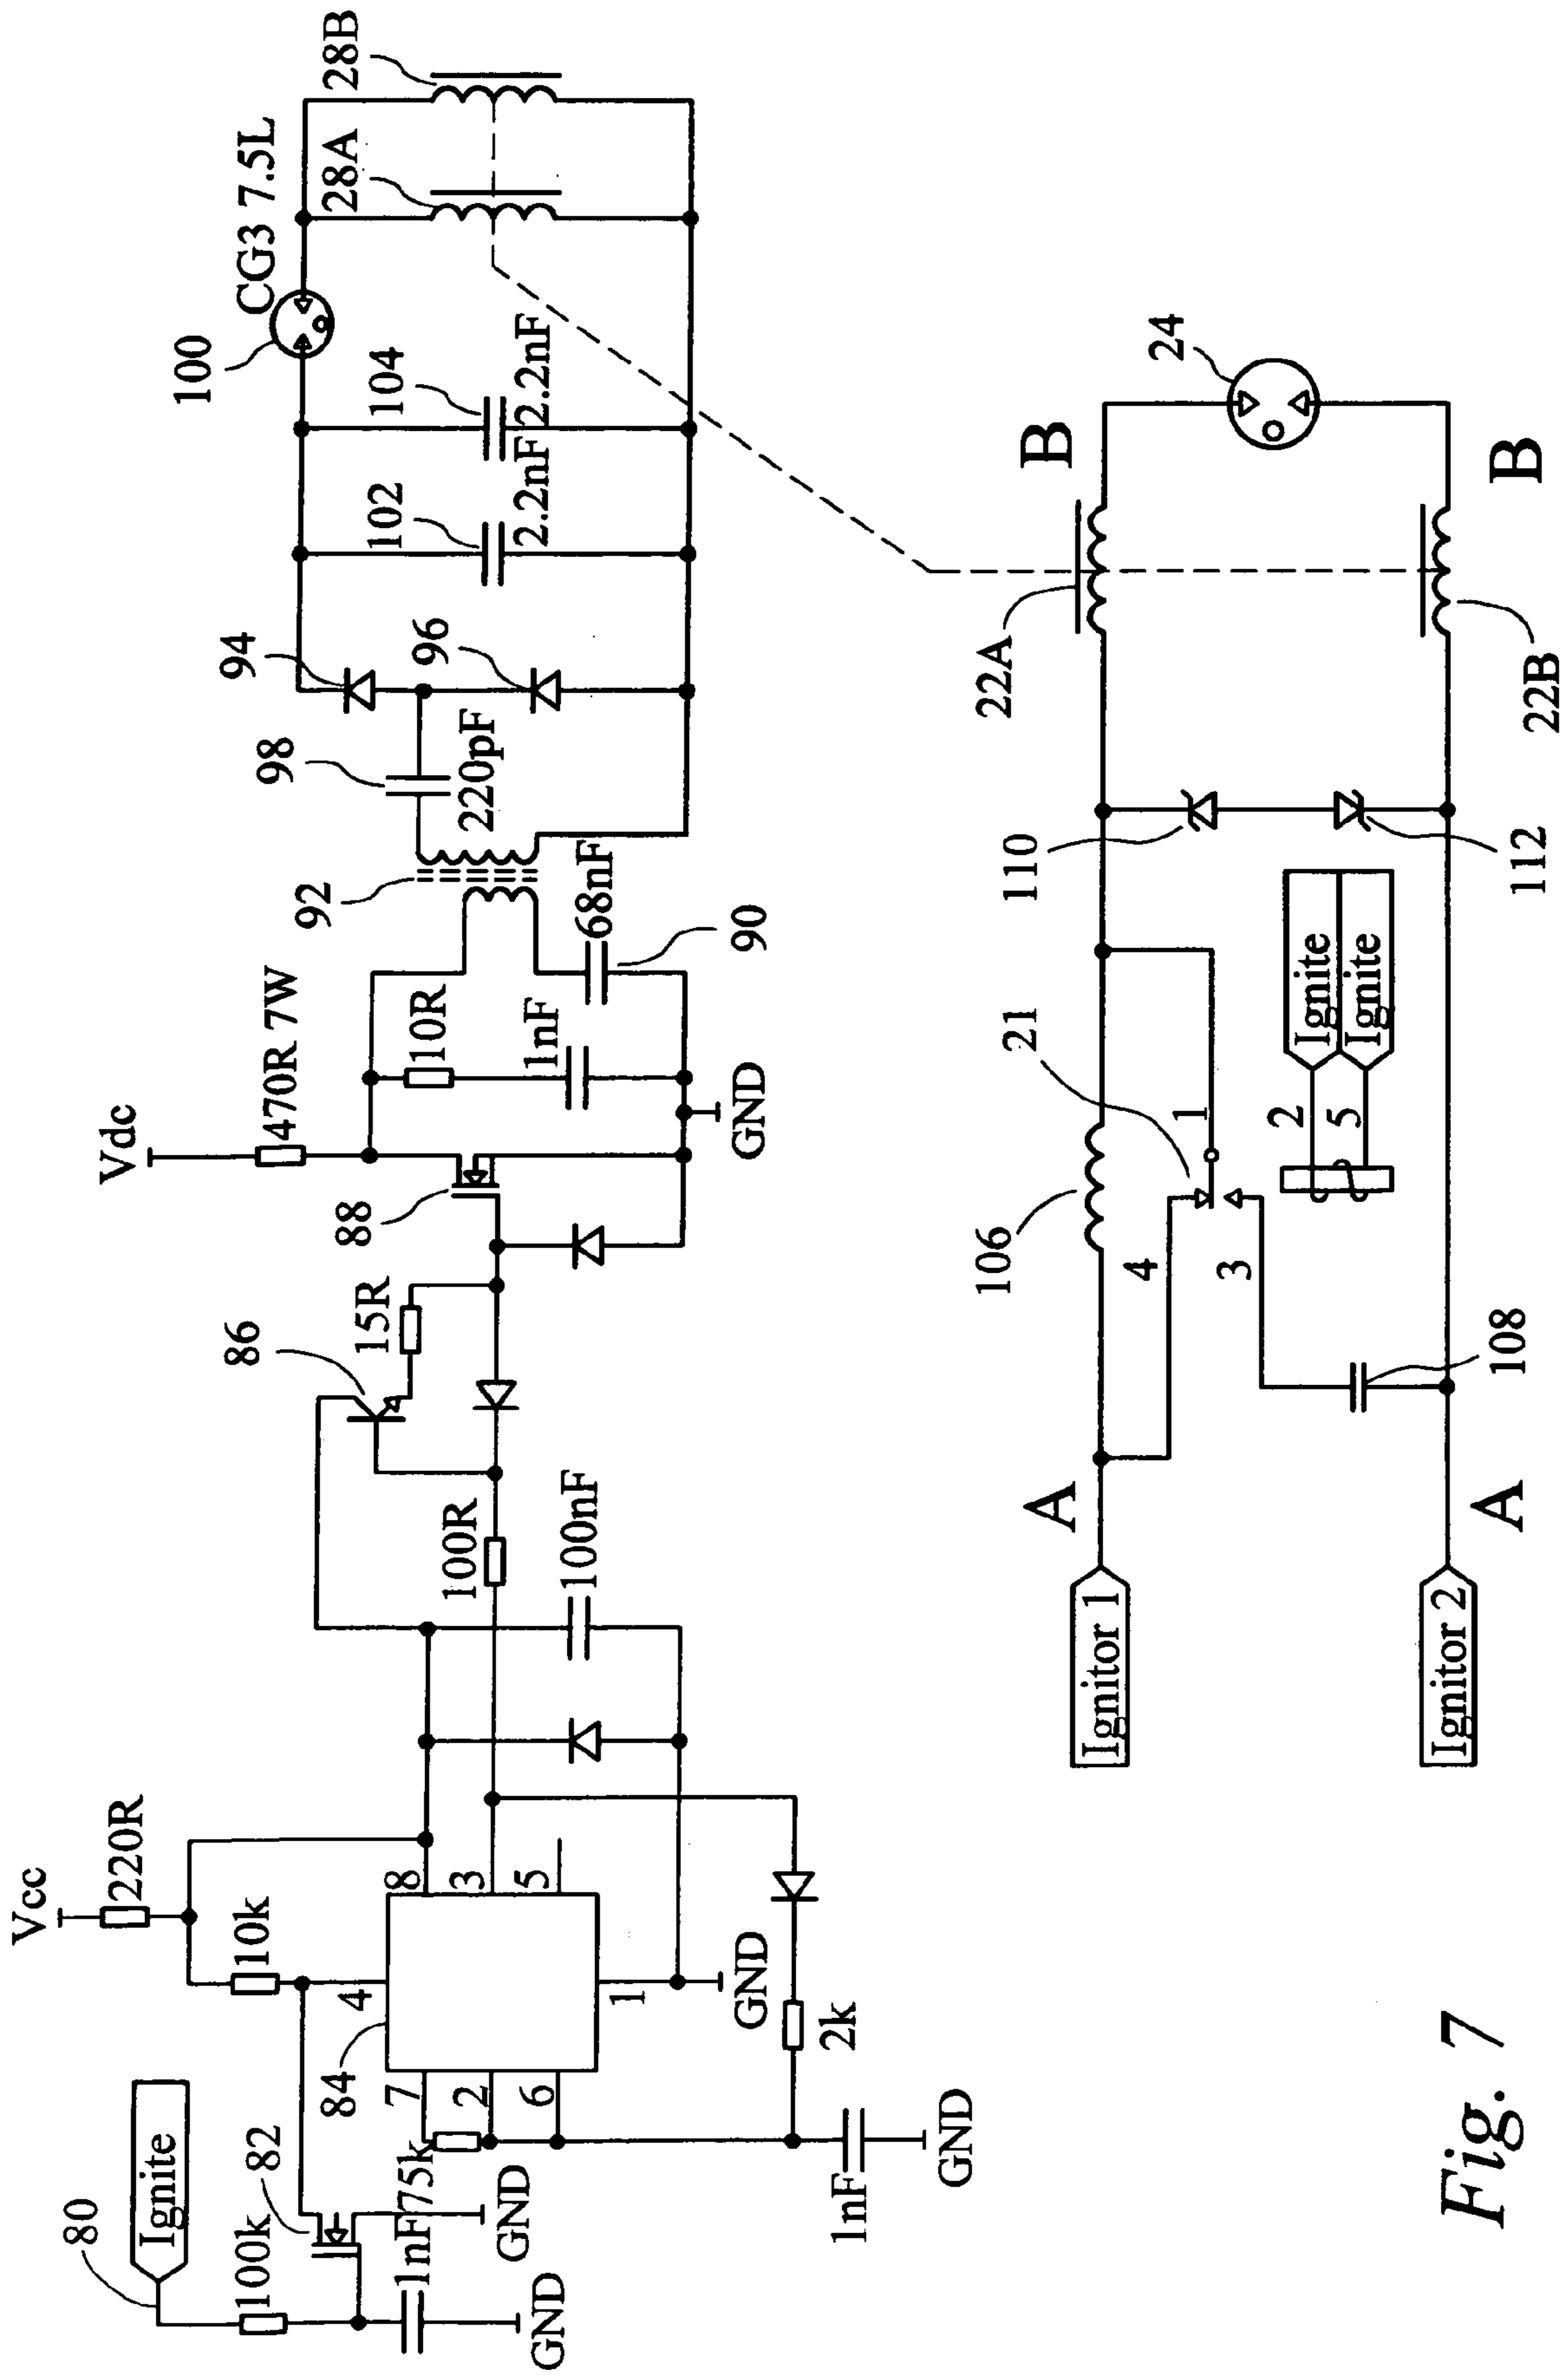 80
Ignite
100k
82
1nF
GND
GND
75k
84
7
2
6
4
8
3
5
1
Vcc
220R
10k
GND
2k
1nF
GND
100R
100nF
86
15R
88
Vdc
470R 7W
10R
1nF
GND
68nF
90
92
98
220pF
94
96
102
2.2nF
104
2.2nF
100
CG3 7.5L
28A
28B
Ignitor 1
Ignitor 2
A
A
106
4
3
1
21
108
2
5
Ignite
Ignite
110
112
22A
22B
B
B
24
Fig. 7